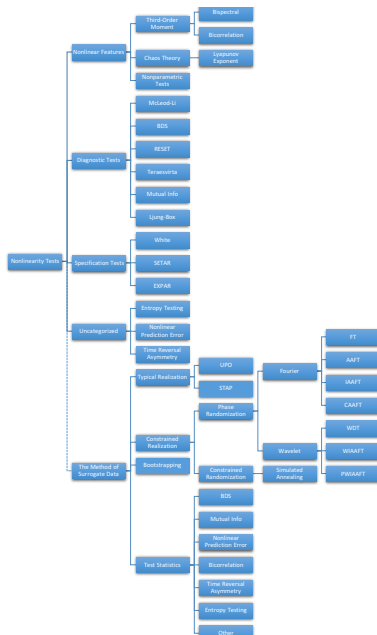 Nonlinearity Tests
Nonlinear Features
Third-Order
Moment
Bispectral
Bicorrelation
Chaos Theory
Lyapunov
Exponent
Nonparametric
Tests
Diagnostic Tests
McLeod-Li
BDS
RESET
Teraesvirta
Mutual Info
Ljung-Box
Specification Tests
White
SETAR
EXPAR
Uncategorized
Entropy Testing
Nonlinear
Prediction Error
Time Reversal
Asymmetry
The Method of
Surrogate Data
Typical Realization
UPO
STAP
Constrained
Realization
Phase
Randomization
Fourier
FT
AAFT
IAAFT
CAAFT
Wavelet
WDT
WIAAFT
PWIAAFT
Constrained
Randomization
Simulated
Annealing
Bootstrapping
Test Statistics
BDS
Mutual Info
Nonlinear
Prediction Error
Bicorrelation
Time Reversal
Asymmetry
Entropy Testing
Other